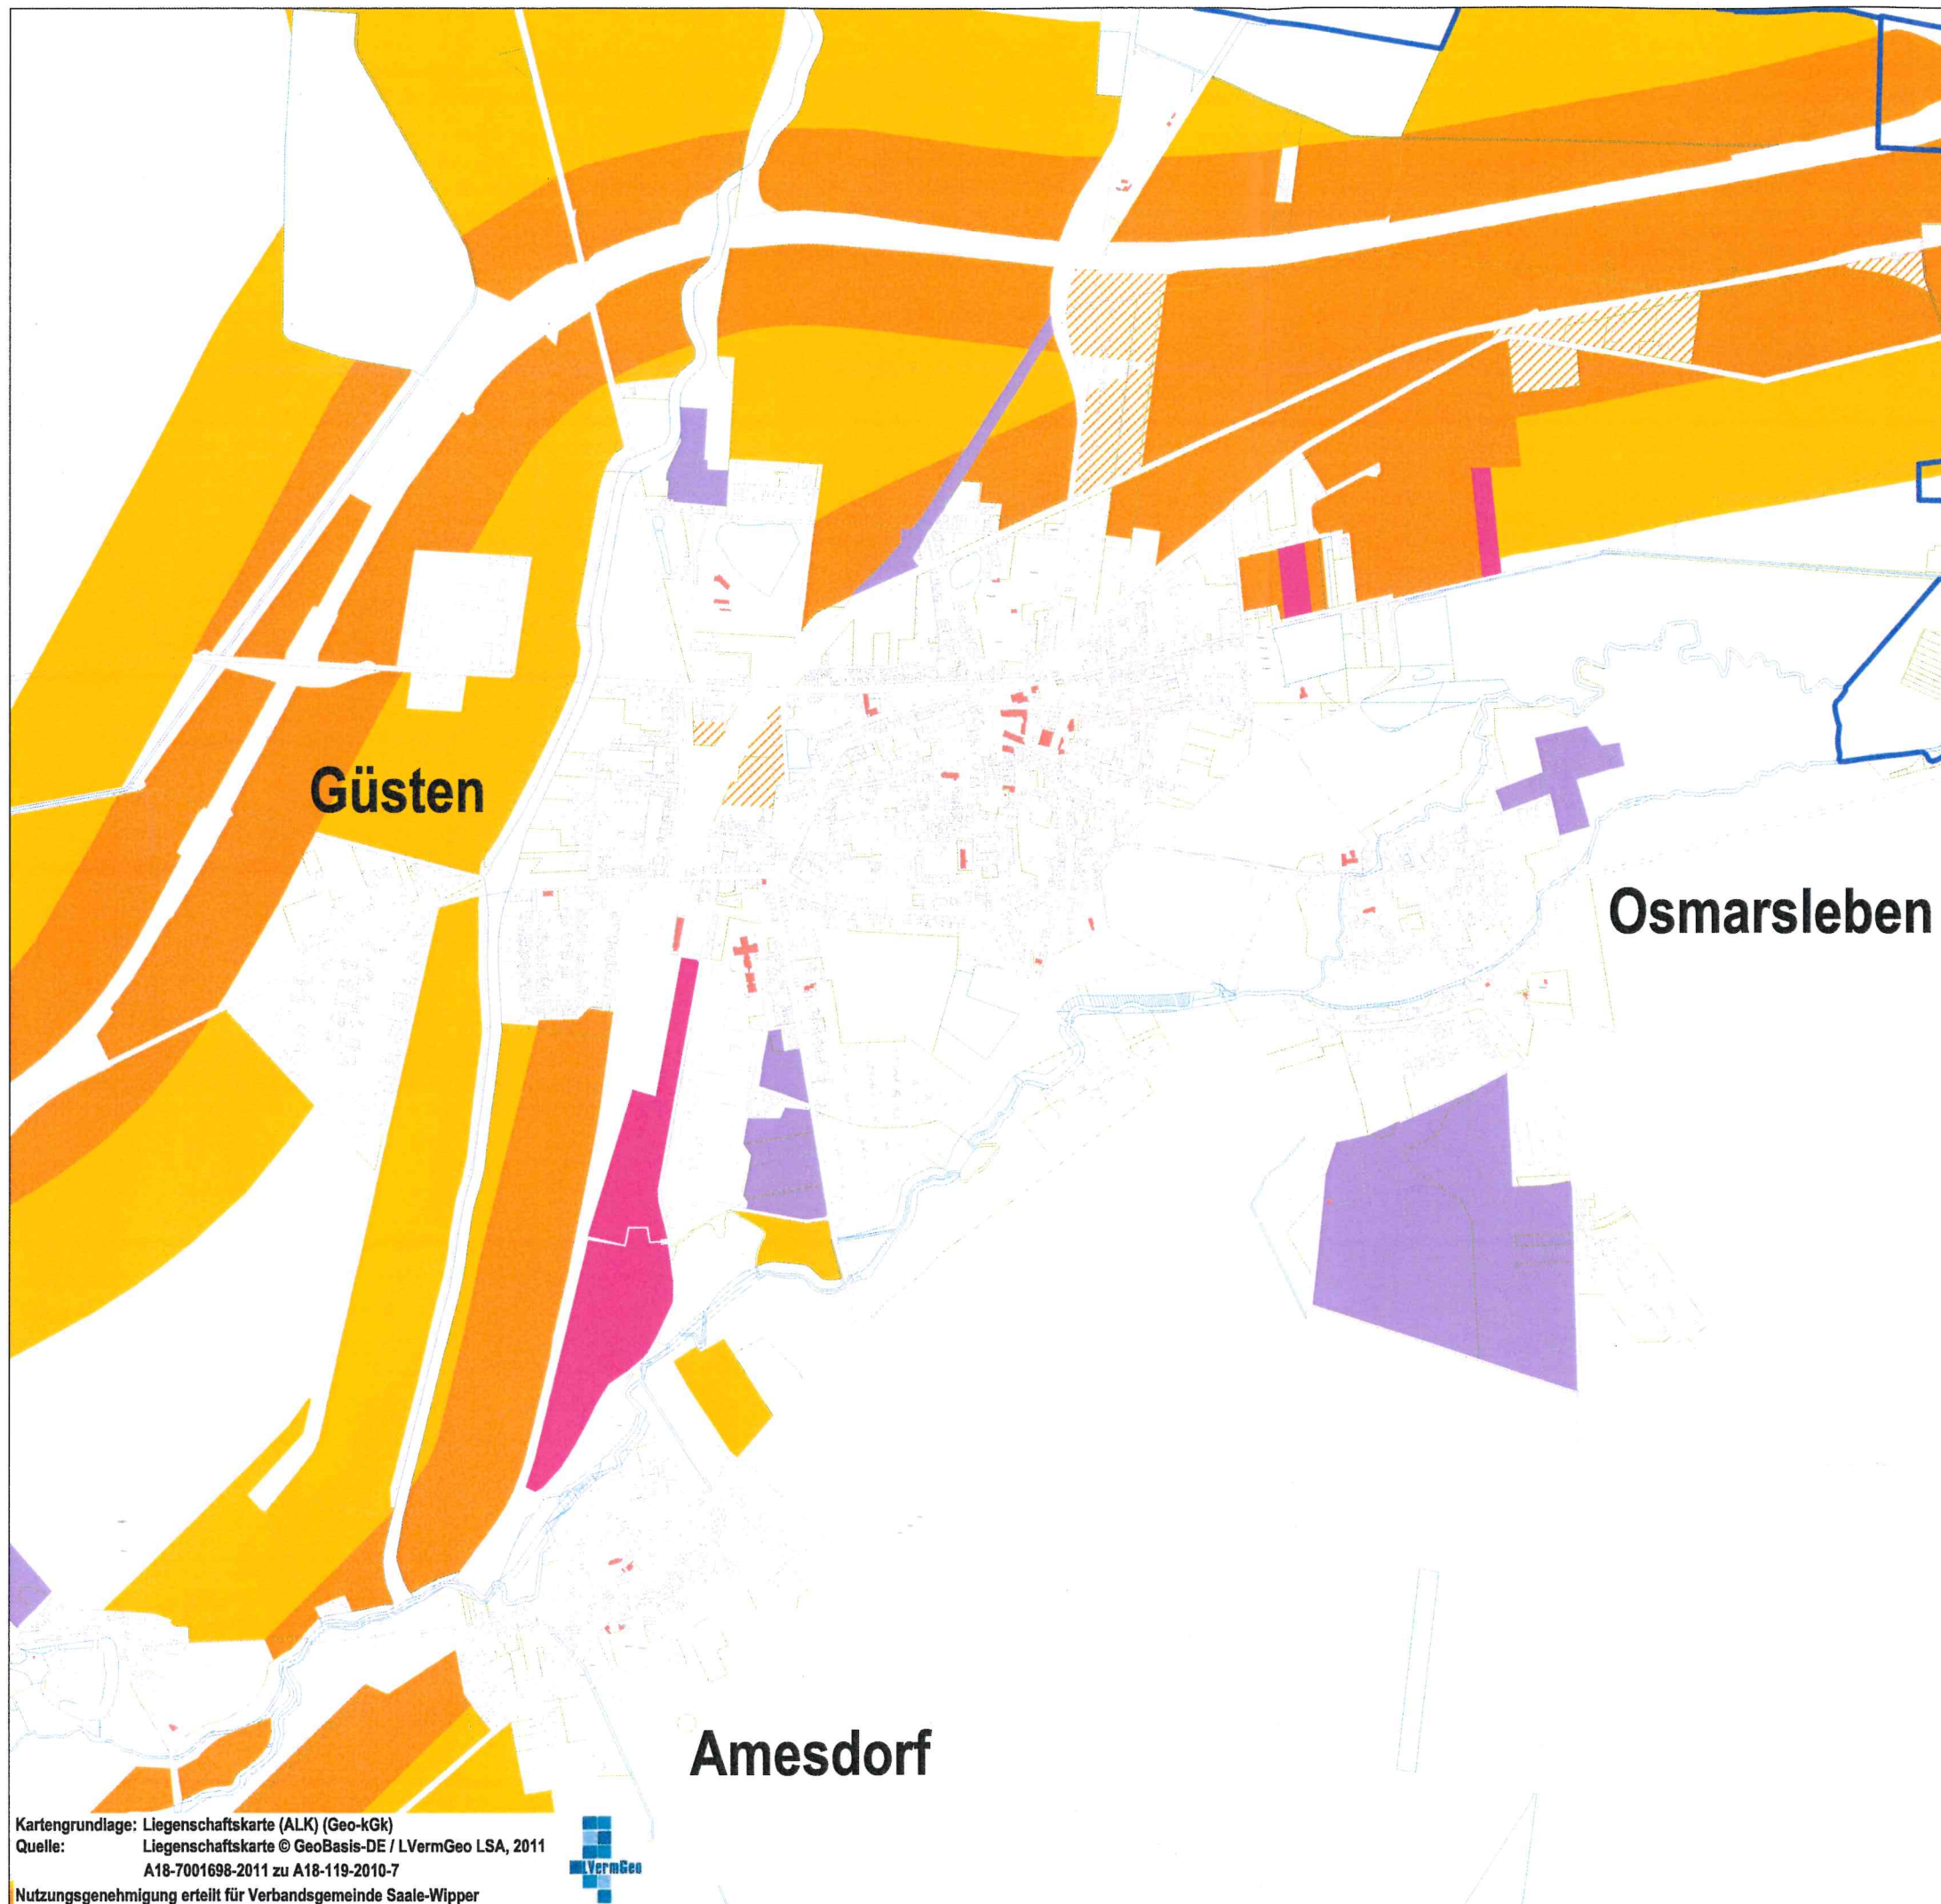 Güsten
Osmarsleben
Amesdorf
Kartengrundlage: Liegenschaftskarte (ALK) (Geo-kGk)
Quelle: Liegenschaftskarte © GeoBasis-DE / LVermGeo LSA, 2011
A18-7001698-2011 zu A18-119-2010-7
Nutzungsgenehmigung erteilt für Verbandsgemeinde Saale-Wipper
LVermGeo